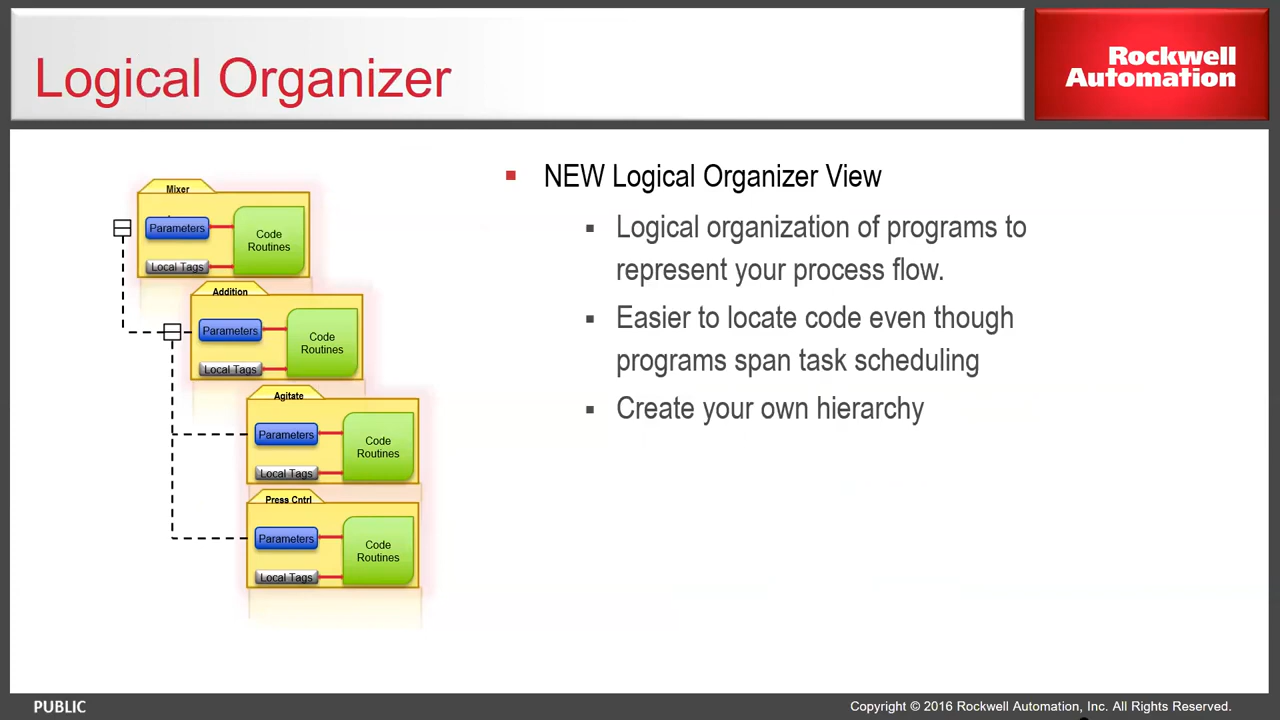 Logical Organizer
Rockwell
Automation
Mixer
Parameters
Code
Routines
Local Tags
Addition
Parameters
Code
Routines
Local Tags
Agitate
Parameters
Code
Routines
Local Tags
Press Cntrl
Parameters
Code
Routines
Local Tags
NEW Logical Organizer View
Logical organization of programs to
represent your process flow.
Easier to locate code even though
programs span task scheduling
Create your own hierarchy
PUBLIC
Copyright © 2016 Rockwell Automation, Inc. All Rights Reserved.